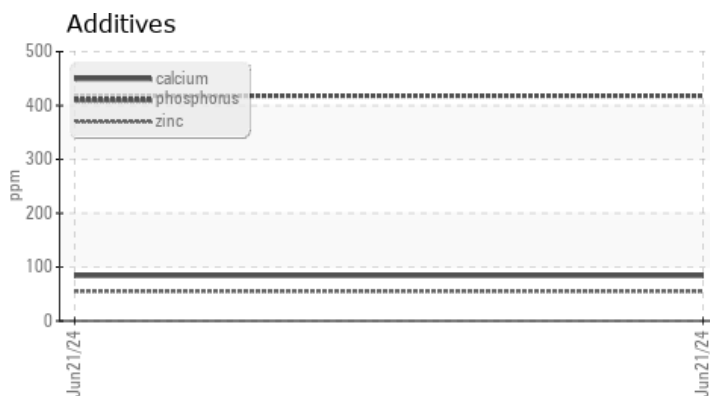 Additives
500
400
300
200
100
0
ppm
calcium
phosphorus
zinc
Jun21/24
Jun21/24